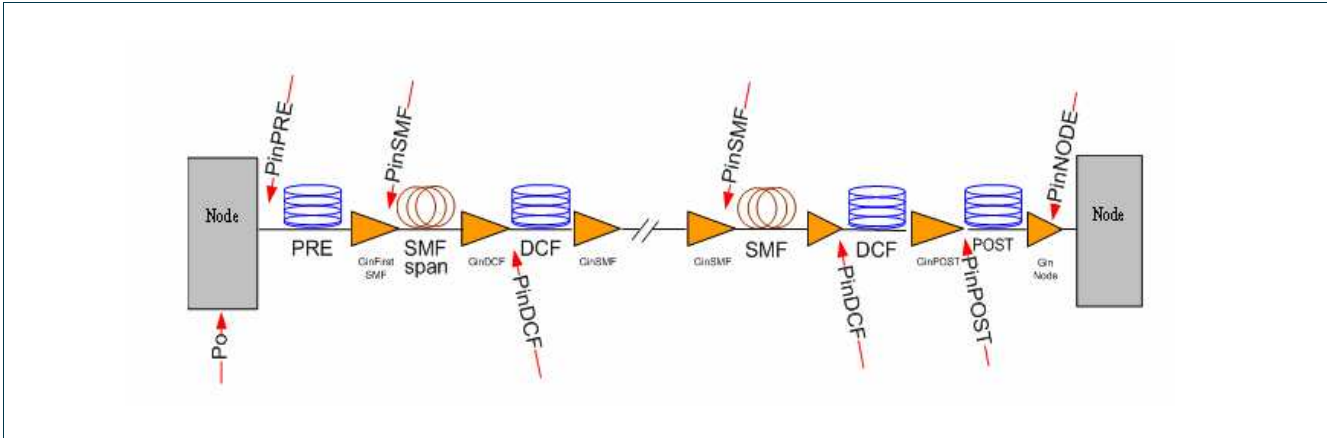 PinPRE
PinSMF
PinSMF
PinNODE
Node
Node
PRE
SMF
span
DCF
SMF
DCF
POST
GinFirst
SMF
GinDCF
GinSMF
GinSMF
GinPOST
Gin
Node
PinDCF
PinDCF
PinPOST
Po